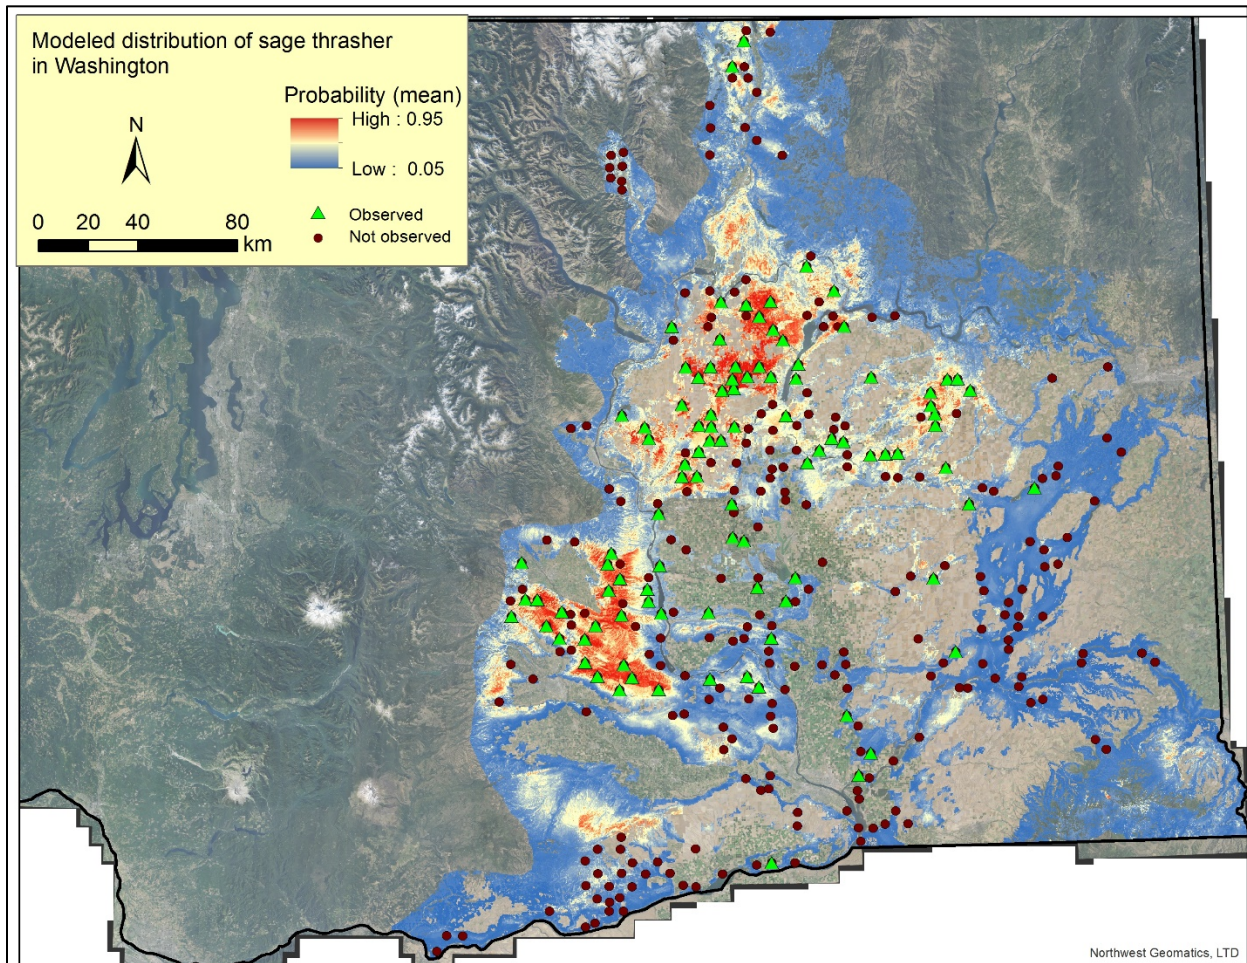 Modeled distribution of sage thrasher
in Washington
Probability (mean)
High : 0.95
Low : 0.05
N
0 20 40 80
km
Observed
Not observed
Northwest Geomatics, LTD